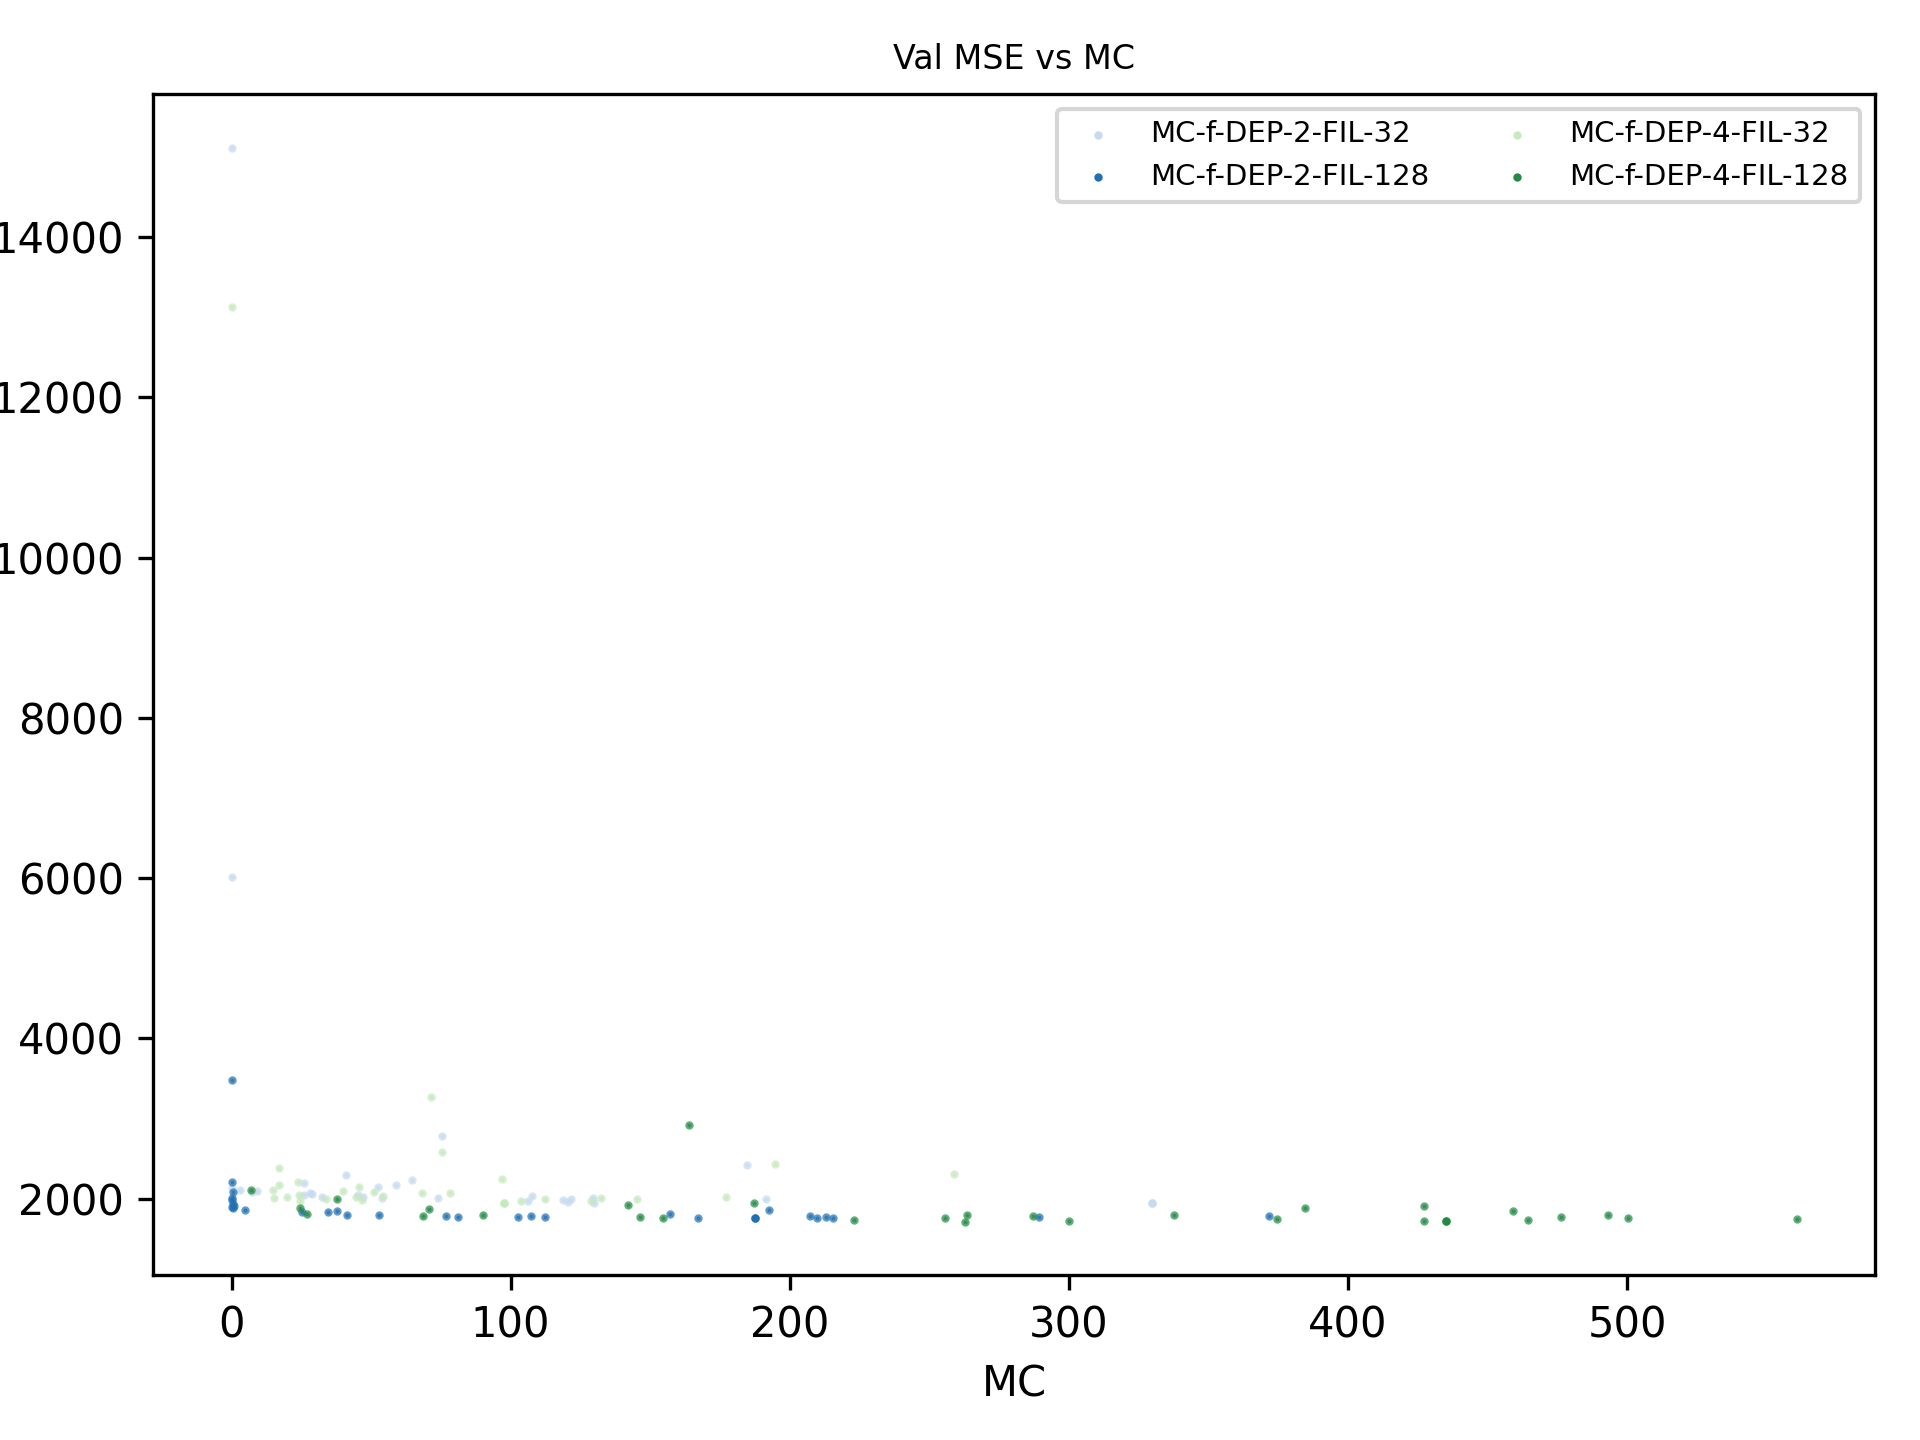 Val MSE vs MC
MC-f-DEP-2-FIL-32
MC-f-DEP-4-FIL-32
MC-f-DEP-2-FIL-128
MC-f-DEP-4-FIL-128
14000
12000
10000
8000
6000
4000
2000
0 100 200 300 400 500
MC